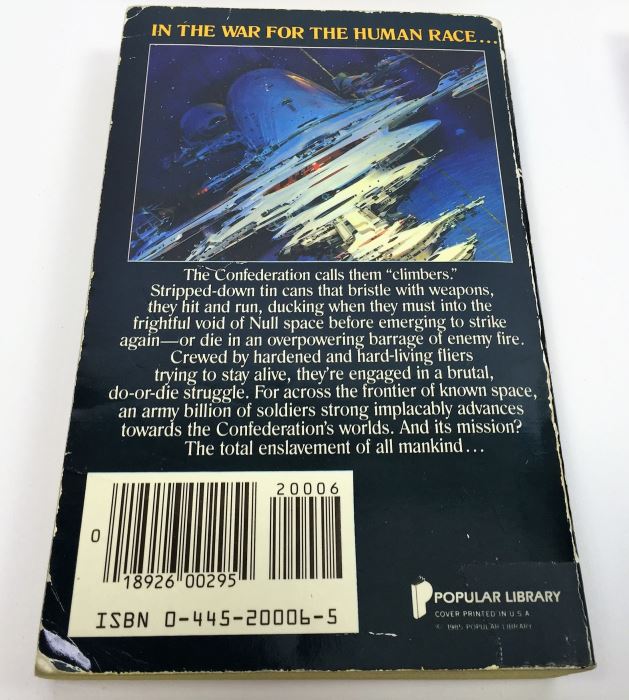 IN THE WAR FOR THE HUMAN RACE...
The Confederation calls them “climbers.”
Stripped-down tin cans that bristle with weapons,
they hit and run, ducking when they must into the
frightful void of Null space before emerging to strike
again—or die in an overpowering barrage of enemy fire.
Crewed by hardened and hard-living fliers
trying to stay alive, they’re engaged in a brutal,
do-or-die struggle. For across the frontier of known space,
an army billion of soldiers strong implacably advances
towards the Confederation’s worlds. And its mission?
The total enslavement of all mankind...
20006
0
18926 00295
ISBN 0-445-20006-5
POPULAR LIBRARY
COVER PRINTED IN U.S.A.
© 1985 POPULAR LIBRARY